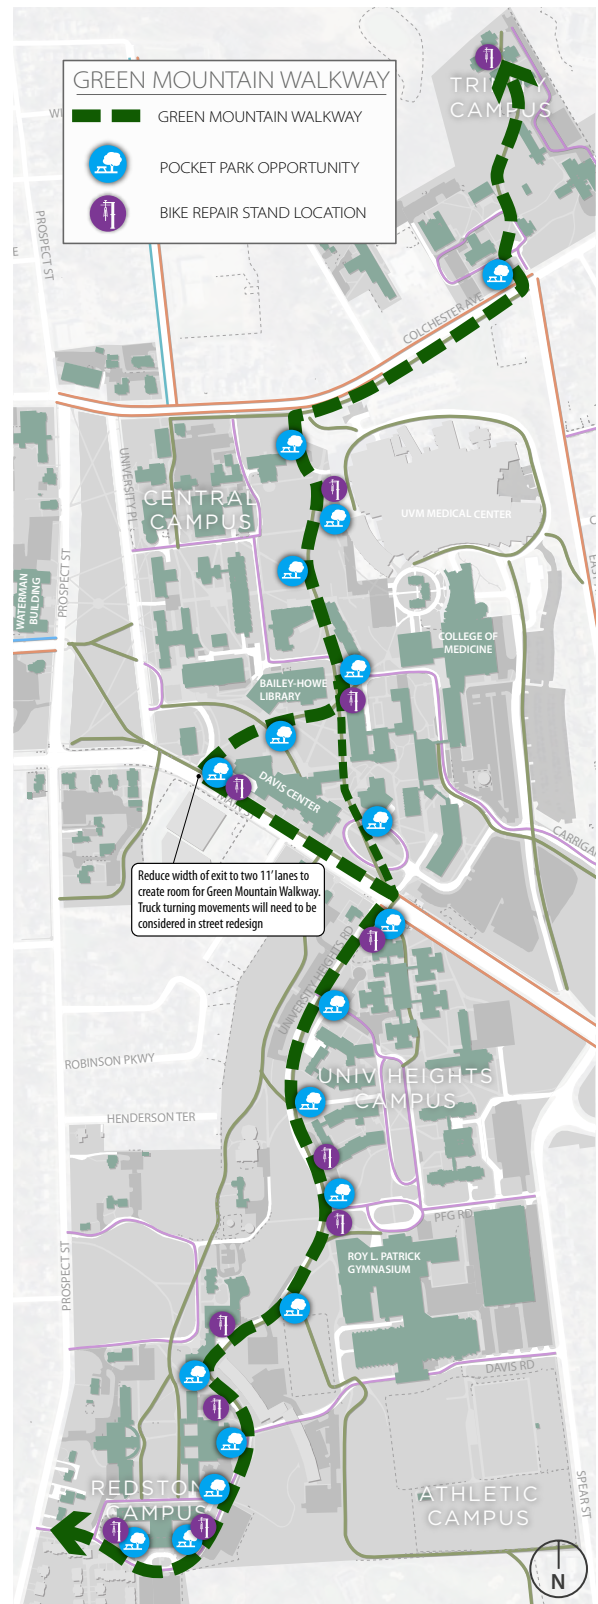 GREEN MOUNTAIN WALKWAY
GREEN MOUNTAIN WALKWAY
POCKET PARK OPPORTUNITY
BIKE REPAIR STAND LOCATION
TRINITY
CAMPUS
PROSPECT ST
COLCHESTER AVE
CENTRAL
CAMPUS
UNIVERSITY PL
UVM MEDICAL CENTER
PROSPECT ST
WATERMAN
BUILDING
COLLEGE OF
MEDICINE
BAILEY-HOWE
LIBRARY
DAVIS CENTER
Reduce width of exit to two 11' lanes to
create room for Green Mountain Walkway.
Truck turning movements will need to be
considered in street redesign
UNIVERSITY HEIGHTS RD
ROBINSON PKWY
UNIV HEIGHTS
CAMPUS
HENDERSON TER
PFG RD
PROSPECT ST
ROY L. PATRICK
GYMNASIUM
DAVIS RD
REDSTON
CAMPUS
ATHLETIC
CAMPUS
SPEAR ST
N